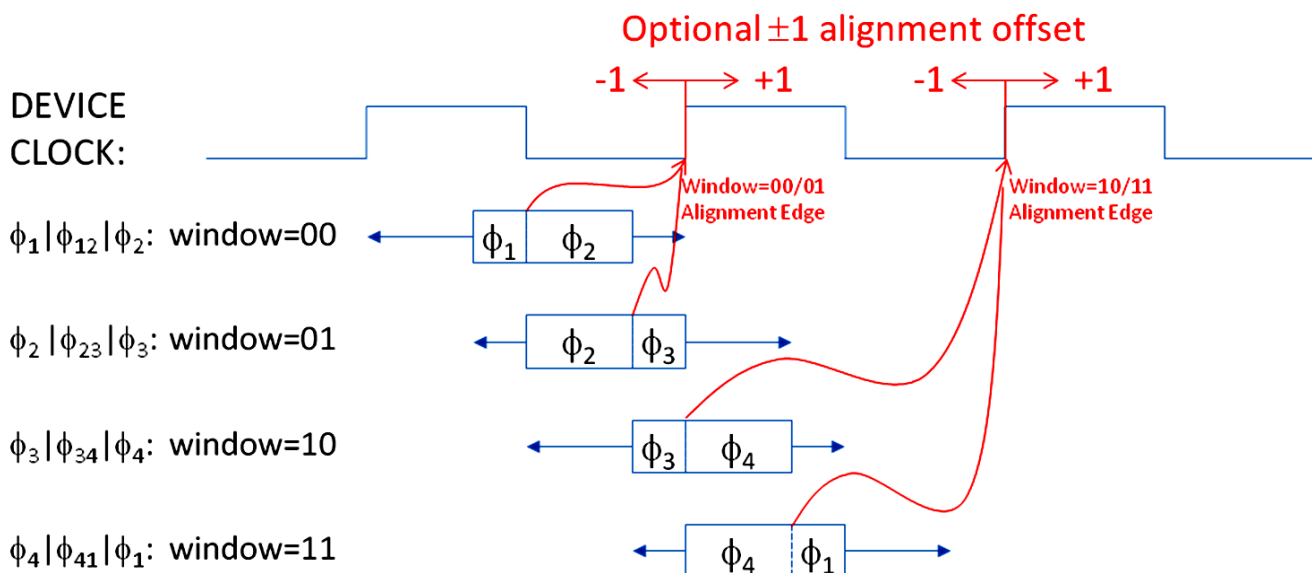 Optional ±1 alignment offset
-1 +1 -1 +1
DEVICE
CLOCK:
Window=00/01
Alignment Edge
Window=10/11
Alignment Edge
ϕ₁|ϕ₁₂|ϕ₂: window=00
ϕ₁ ϕ₂
ϕ₂|ϕ₂₃|ϕ₃: window=01
ϕ₂ ϕ₃
ϕ₃|ϕ₃₄|ϕ₄: window=10
ϕ₃ ϕ₄
ϕ₄|ϕ₄₁|ϕ₁: window=11
ϕ₄ ϕ₁